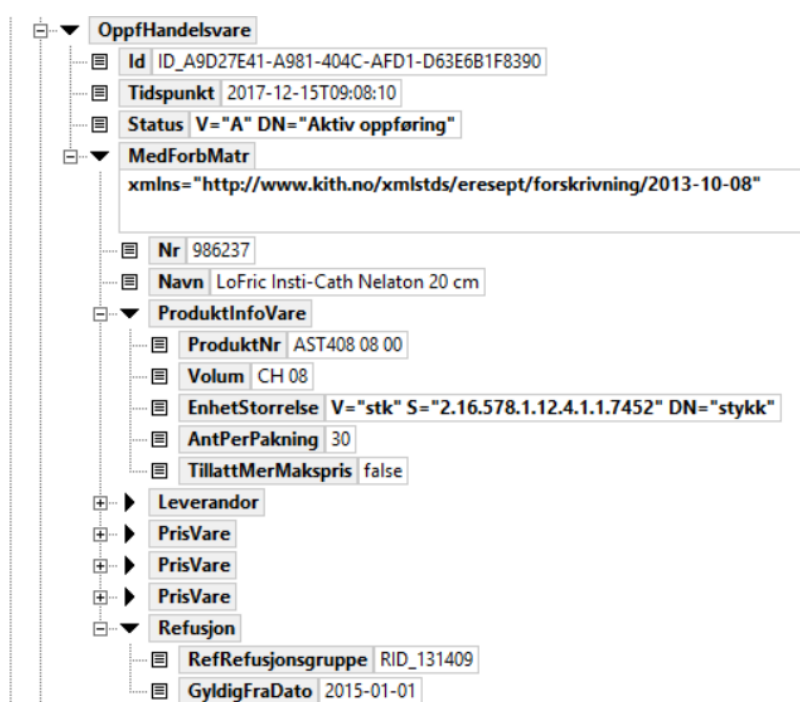 OppfHandelsvare
Id ID_A9D27E41-A981-404C-AFD1-D63E6B1F8390
Tidspunkt 2017-12-15T09:08:10
Status V="A" DN="Aktiv oppføring"
MedForbMatr
xmlns="http://www.kith.no/xmlstds/eresept/forskrivning/2013-10-08"
Nr 986237
Navn LoFric Insti-Cath Nelaton 20 cm
ProduktInfoVare
ProduktNr AST408 08 00
Volum CH 08
EnhetStorrelse V="stk" S="2.16.578.1.12.4.1.1.7452" DN="stykk"
AntPerPakning 30
TillattMerMakspris false
Leverandor
PrisVare
PrisVare
PrisVare
Refusjon
RefRefusjonsgruppe RID_131409
GyldigFraDato 2015-01-01